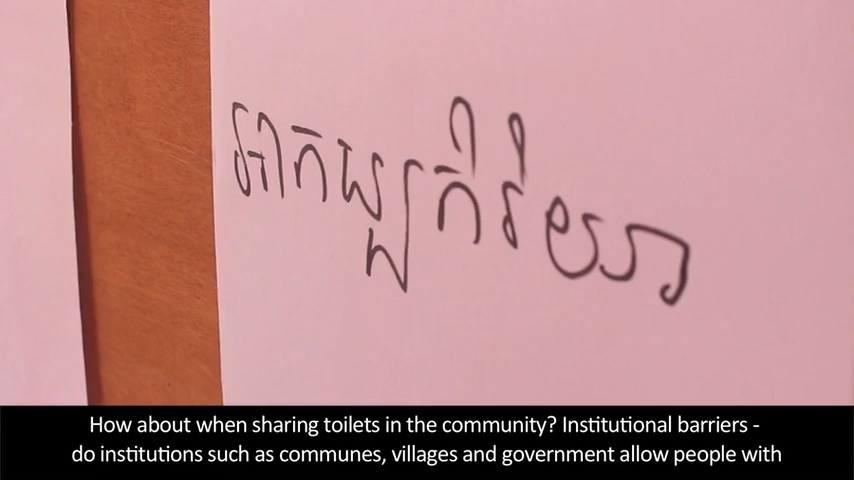 អាកប្បកិរិយា
How about when sharing toilets in the community? Institutional barriers -
do institutions such as communes, villages and government allow people with